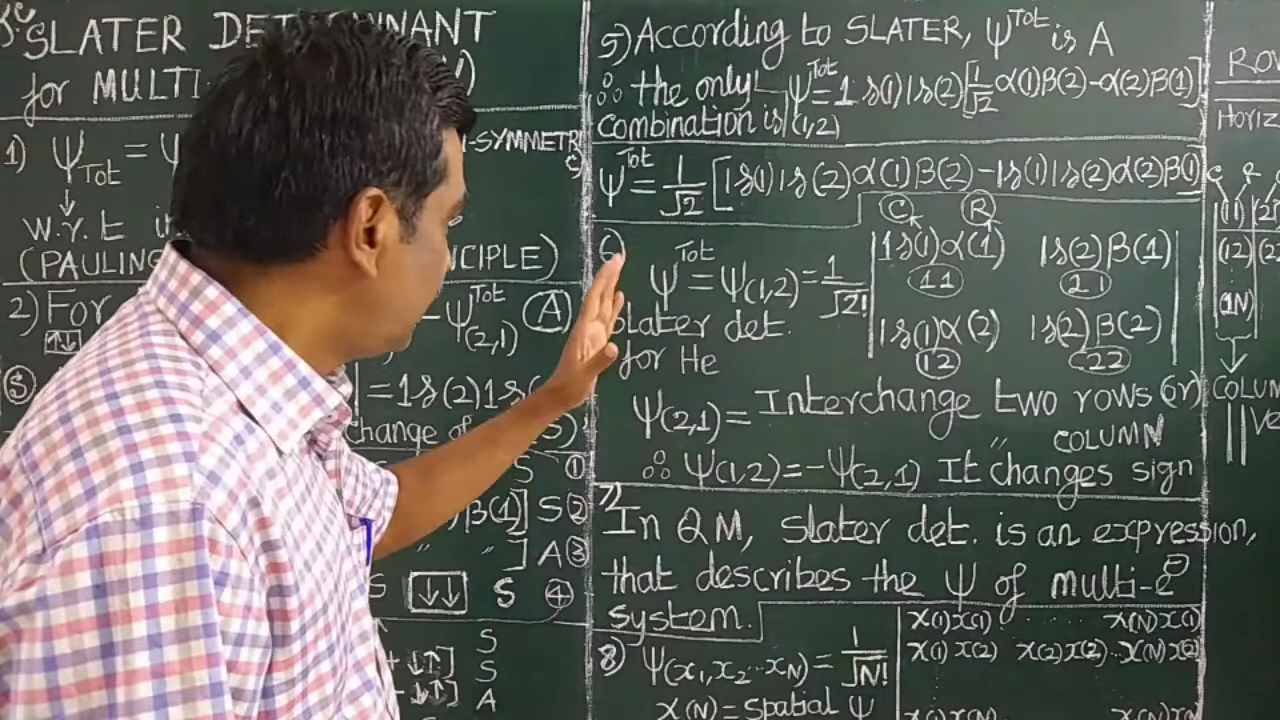 SLATER DE NANT
for MULTI
1) Ψ Tot = Ψ
N-SYMMETRIC
w.r.t i
(PAULING CIPLE)
2) For -Ψ Tot (2,1) (A)
↑↓
(3) =1s(2)1s(
change of S)
S (1)
β(1)] S (2)
" " ] A (3)
S ↓↓ S (4)
S
+ ↓↑] S
- ↓↑] A
5) According to SLATER, Ψ Tot is A
∴ the only Ψ Tot = 1s(1)1s(2)[1/√2 α(1)β(2)-α(2)β(1)]
combination is (1,2)
Ψ Tot = 1/√2 [1s(1)1s(2)α(1)β(2)-1s(1)1s(2)α(2)β(1)]
(C) (R)
6) Ψ Tot = Ψ(1,2) = 1/√2! |1s(1)α(1) 1s(2)β(1)|
11 21
Slater det. |1s(1)α(2) 1s(2)β(2)|
for He 12 22
Ψ(2,1)= Interchange two rows (or)
" COLUMN
∴ Ψ(1,2)=-Ψ(2,1) It changes sign
7) In QM, Slater det. is an expression,
that describes the Ψ of multi-e⊖
system.
8) Ψ(x1,x2..xN)= 1/√N! | x(1)x(1) ..... x(N)x(1)
x(1)x(2) x(2)x(2)..x(N)x(2)
x(N)=spatial Ψ
ROW
Horiz
C R
(11) (21
(12) (22
(1N)
↓
COLUMN
|| Ve